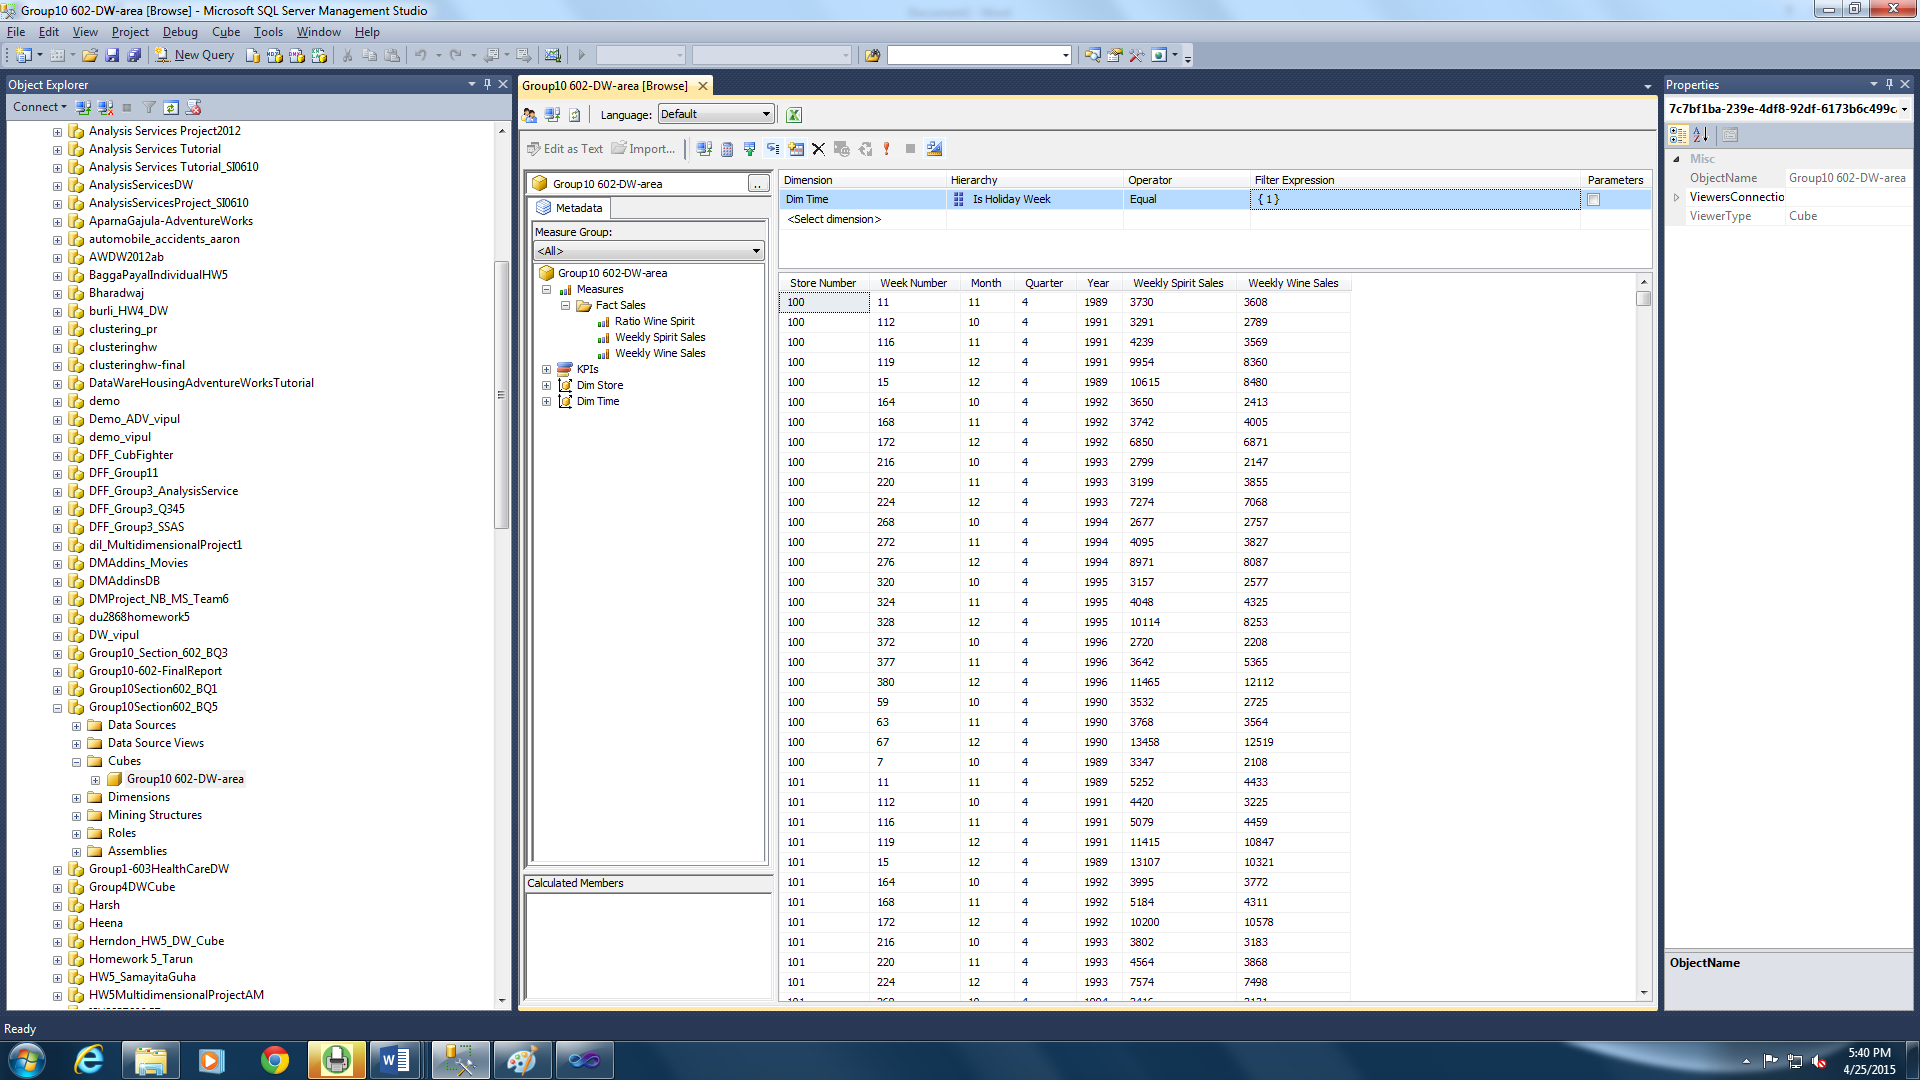 Group10 602-DW-area [Browse] - Microsoft SQL Server Management Studio
File Edit View Project Debug Cube Tools Window Help
New Query
Object Explorer
Connect
Analysis Services Project2012
Analysis Services Tutorial
Analysis Services Tutorial_SI0610
AnalysisServicesDW
AnalysisServicesProject_SI0610
AparnaGajula-AdventureWorks
automobile_accidents_aaron
AWDW2012ab
BaggaPayalIndividualHW5
Bharadwaj
burli_HW4_DW
clustering_pr
clusteringhw
clusteringhw-final
DataWareHousingAdventureWorksTutorial
demo
Demo_ADV_vipul
demo_vipul
DFF_CubFighter
DFF_Group11
DFF_Group3_AnalysisService
DFF_Group3_Q345
DFF_Group3_SSAS
dil_MultidimensionalProject1
DMAddins_Movies
DMAddinsDB
DMProject_NB_MS_Team6
du2868homework5
DW_vipul
Group10_Section_602_BQ3
Group10-602-FinalReport
Group10Section602_BQ1
Group10Section602_BQ5
Data Sources
Data Source Views
Cubes
Group10 602-DW-area
Dimensions
Mining Structures
Roles
Assemblies
Group1-603HealthCareDW
Group4DWCube
Harsh
Heena
Herndon_HW5_DW_Cube
Homework 5_Tarun
HW5_SamayitaGuha
HW5MultidimensionalProjectAM
Group10 602-DW-area [Browse]
Language: Default
Edit as Text Import...
Group10 602-DW-area ..
Metadata
Measure Group:
<All>
Group10 602-DW-area
Measures
Fact Sales
Ratio Wine Spirit
Weekly Spirit Sales
Weekly Wine Sales
KPIs
Dim Store
Dim Time
Calculated Members
Dimension Hierarchy Operator Filter Expression Parameters
Dim Time Is Holiday Week Equal { 1 }
<Select dimension>
Store Number Week Number Month Quarter Year Weekly Spirit Sales Weekly Wine Sales
100 11 11 4 1989 3730 3608
100 112 10 4 1991 3291 2789
100 116 11 4 1991 4239 3569
100 119 12 4 1991 9954 8360
100 15 12 4 1989 10615 8480
100 164 10 4 1992 3650 2413
100 168 11 4 1992 3742 4005
100 172 12 4 1992 6850 6871
100 216 10 4 1993 2799 2147
100 220 11 4 1993 3199 3855
100 224 12 4 1993 7274 7068
100 268 10 4 1994 2677 2757
100 272 11 4 1994 4095 3827
100 276 12 4 1994 8971 8087
100 320 10 4 1995 3157 2577
100 324 11 4 1995 4048 4325
100 328 12 4 1995 10114 8253
100 372 10 4 1996 2720 2208
100 377 11 4 1996 3642 5365
100 380 12 4 1996 11465 12112
100 59 10 4 1990 3532 2725
100 63 11 4 1990 3768 3564
100 67 12 4 1990 13458 12519
100 7 10 4 1989 3347 2108
101 11 11 4 1989 5252 4433
101 112 10 4 1991 4420 3225
101 116 11 4 1991 5079 4459
101 119 12 4 1991 11415 10847
101 15 12 4 1989 13107 10321
101 164 10 4 1992 3995 3772
101 168 11 4 1992 5184 4311
101 172 12 4 1992 10200 10578
101 216 10 4 1993 3802 3183
101 220 11 4 1993 4564 3868
101 224 12 4 1993 7574 7498
Properties
7c7bf1ba-239e-4df8-92df-6173b6c499c
Misc
ObjectName Group10 602-DW-area
ViewersConnectio
ViewerType Cube
ObjectName
Ready
5:40 PM
4/25/2015